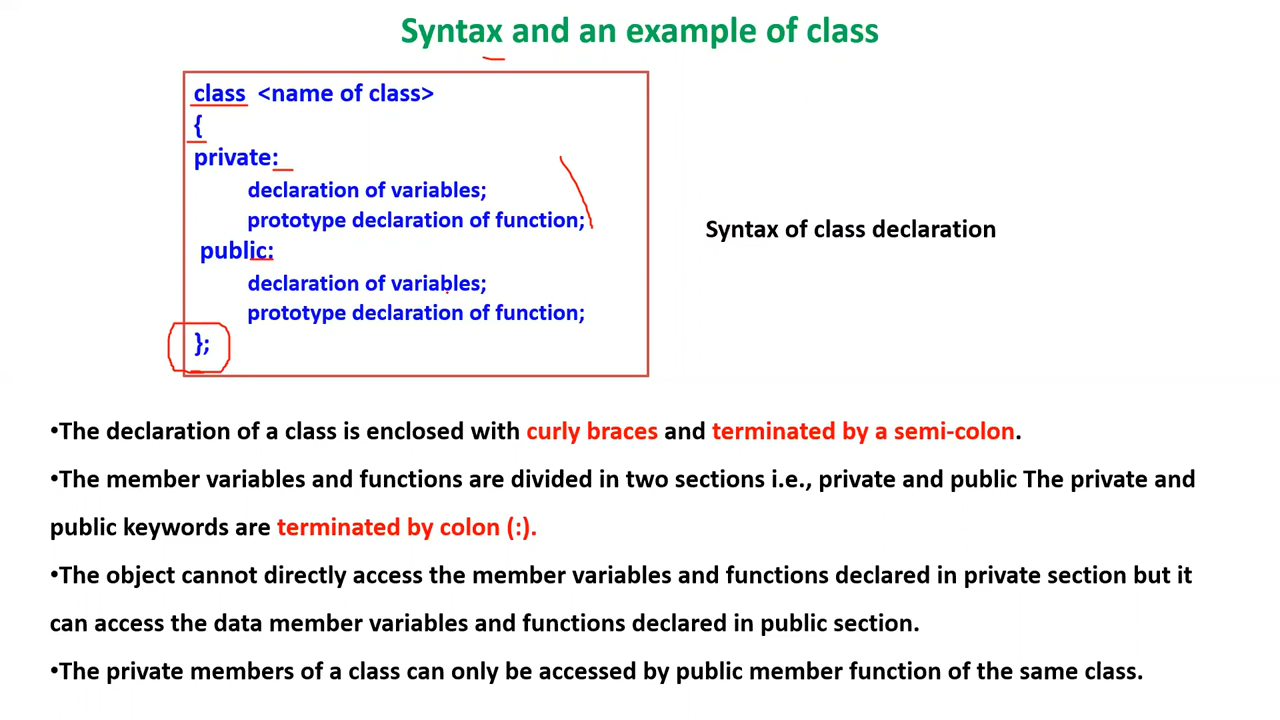 Syntax and an example of class
class <name of class>
{
private:
declaration of variables;
prototype declaration of function;
public:
declaration of variables;
prototype declaration of function;
};
Syntax of class declaration
•The declaration of a class is enclosed with curly braces and terminated by a semi-colon.
•The member variables and functions are divided in two sections i.e., private and public The private and
public keywords are terminated by colon (:).
•The object cannot directly access the member variables and functions declared in private section but it
can access the data member variables and functions declared in public section.
•The private members of a class can only be accessed by public member function of the same class.